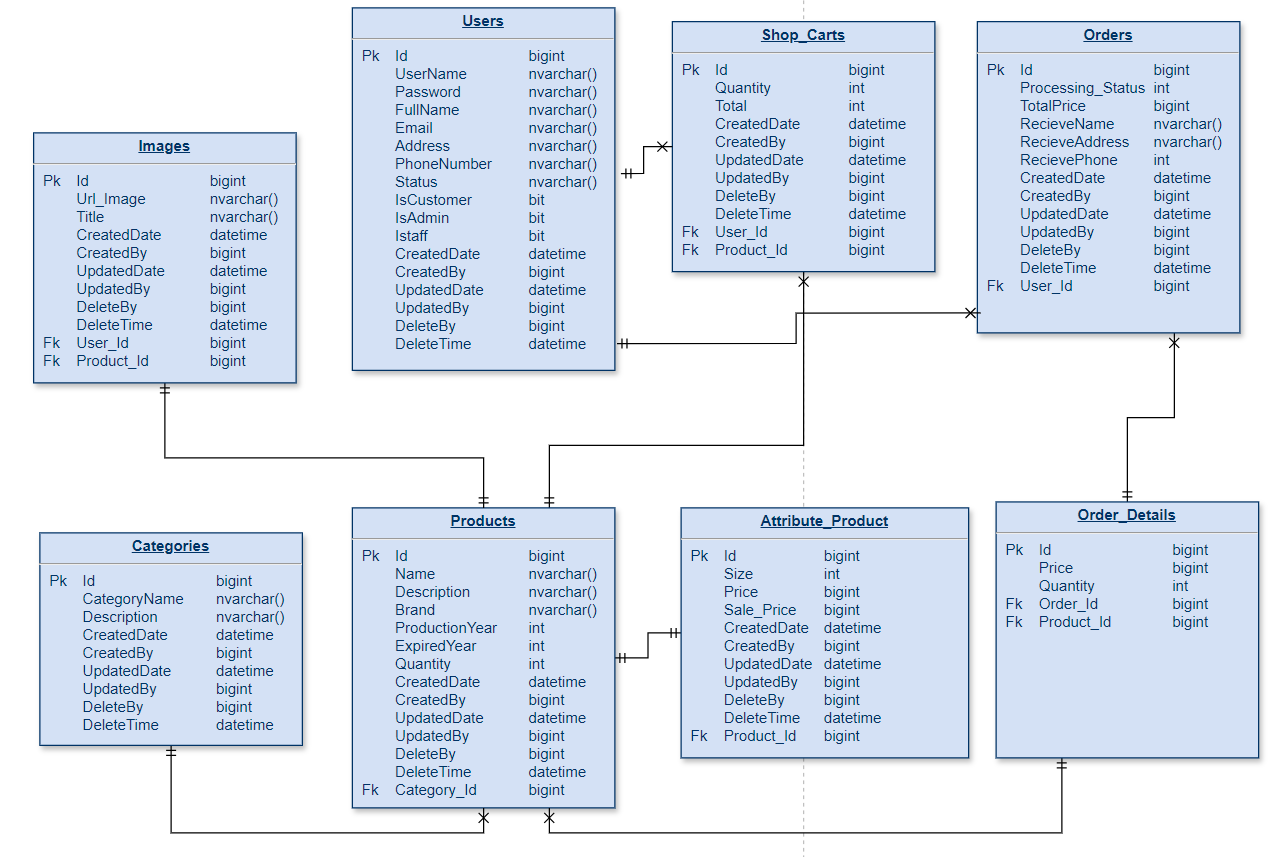 Users
Pk Id bigint
UserName nvarchar()
Password nvarchar()
FullName nvarchar()
Email nvarchar()
Address nvarchar()
PhoneNumber nvarchar()
Status nvarchar()
IsCustomer bit
IsAdmin bit
Istaff bit
CreatedDate datetime
CreatedBy bigint
UpdatedDate datetime
UpdatedBy bigint
DeleteBy bigint
DeleteTime datetime
Shop_Carts
Pk Id bigint
Quantity int
Total int
CreatedDate datetime
CreatedBy bigint
UpdatedDate datetime
UpdatedBy bigint
DeleteBy bigint
DeleteTime datetime
Fk User_Id bigint
Fk Product_Id bigint
Orders
Pk Id bigint
Processing_Status int
TotalPrice bigint
RecieveName nvarchar()
RecieveAddress nvarchar()
RecievePhone int
CreatedDate datetime
CreatedBy bigint
UpdatedDate datetime
UpdatedBy bigint
DeleteBy bigint
DeleteTime datetime
Fk User_Id bigint
Images
Pk Id bigint
Url_Image nvarchar()
Title nvarchar()
CreatedDate datetime
CreatedBy bigint
UpdatedDate datetime
UpdatedBy bigint
DeleteBy bigint
DeleteTime datetime
Fk User_Id bigint
Fk Product_Id bigint
Categories
Pk Id bigint
CategoryName nvarchar()
Description nvarchar()
CreatedDate datetime
CreatedBy bigint
UpdatedDate datetime
UpdatedBy bigint
DeleteBy bigint
DeleteTime datetime
Products
Pk Id bigint
Name nvarchar()
Description nvarchar()
Brand nvarchar()
ProductionYear int
ExpiredYear int
Quantity int
CreatedDate datetime
CreatedBy bigint
UpdatedDate datetime
UpdatedBy bigint
DeleteBy bigint
DeleteTime datetime
Fk Category_Id bigint
Attribute_Product
Pk Id bigint
Size int
Price bigint
Sale_Price bigint
CreatedDate datetime
CreatedBy bigint
UpdatedDate datetime
UpdatedBy bigint
DeleteBy bigint
DeleteTime datetime
Fk Product_Id bigint
Order_Details
Pk Id bigint
Price bigint
Quantity int
Fk Order_Id bigint
Fk Product_Id bigint